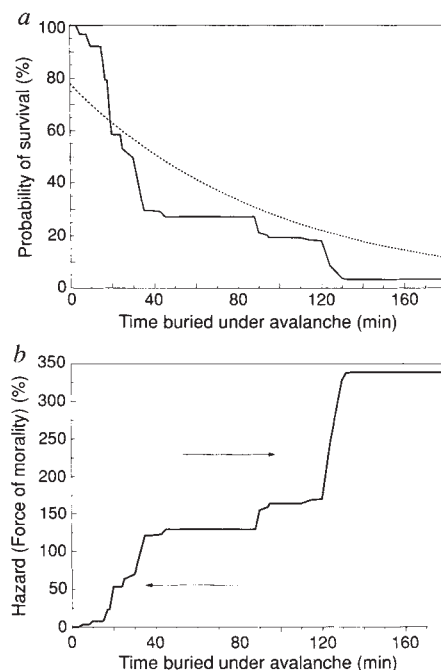 a
100
80
60
40
20
0
Probability of survival (%)
0 40 80 120 160
Time buried under avalanche (min)
b
350
300
250
350
150
100
50
0
Hazard (Force of morality) (%)
0 40 80 120 160
Time buried under avalanche (min)